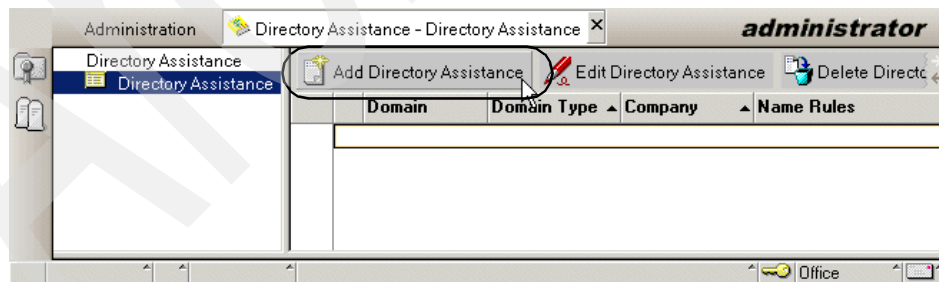 Administration
Directory Assistance - Directory Assistance
administrator
Directory Assistance
Directory Assistance
Add Directory Assistance
Edit Directory Assistance
Delete Directc
Domain
Domain Type
Company
Name Rules
Office